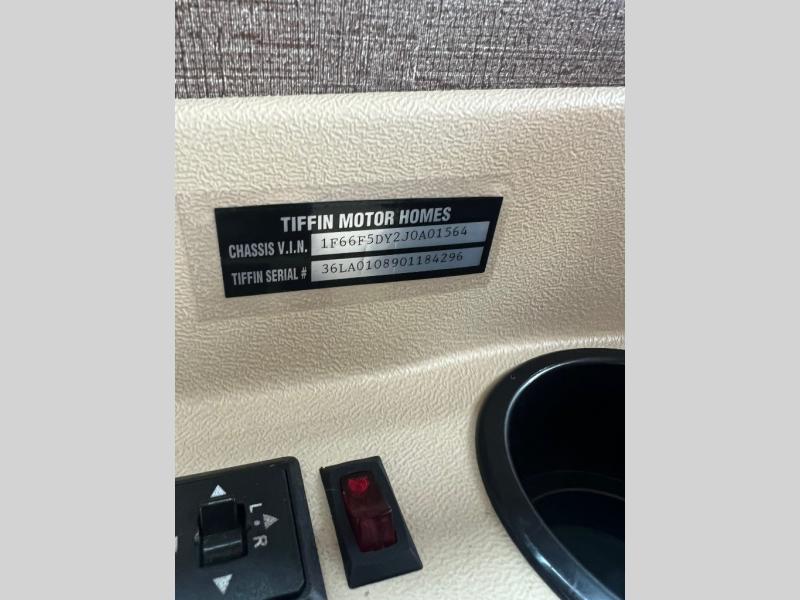 TIFFIN MOTOR HOMES
CHASSIS V.I.N. 1F66F5DY2J0A01564
TIFFIN SERIAL # 36LA0108901184296
L
R